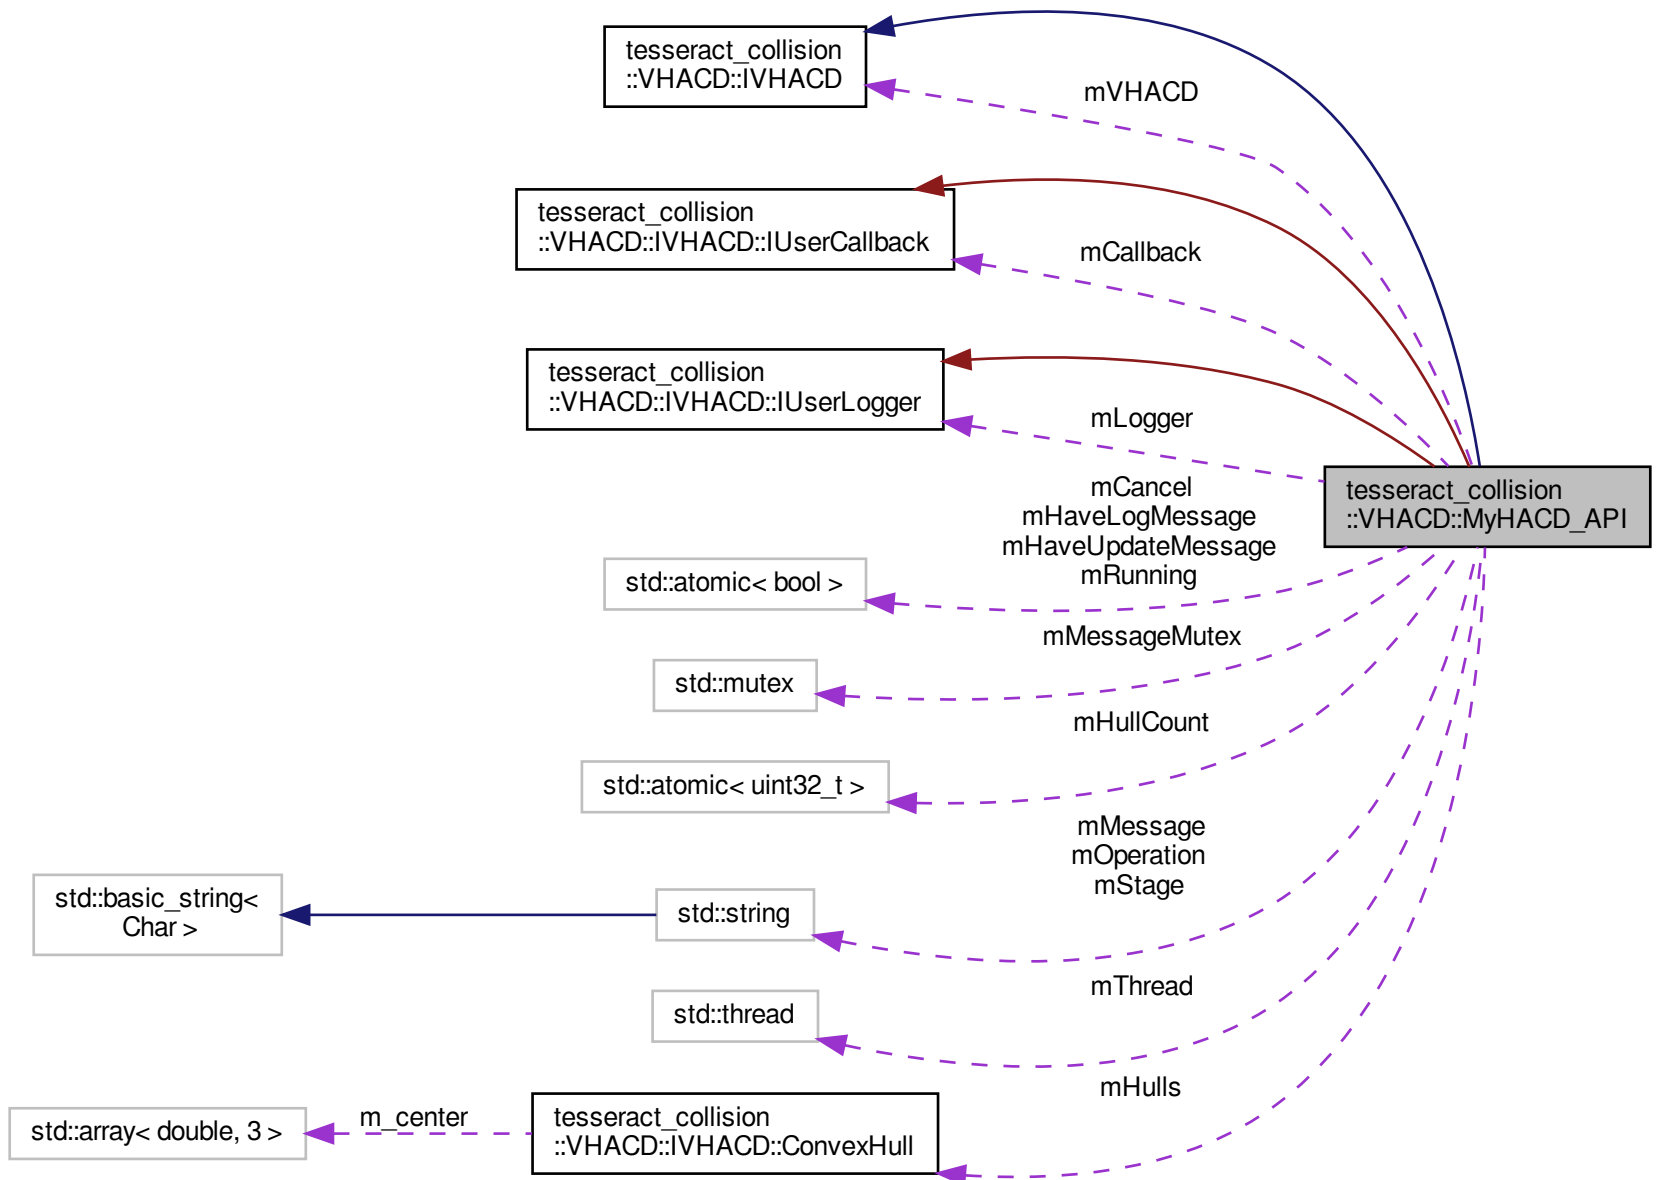 tesseract_collision
::VHACD::IVHACD
mVHACD
tesseract_collision
::VHACD::IVHACD::IUserCallback
mCallback
tesseract_collision
::VHACD::IVHACD::IUserLogger
mLogger
tesseract_collision
::VHACD::MyHACD_API
mCancel
mHaveLogMessage
mHaveUpdateMessage
mRunning
std::atomic< bool >
mMessageMutex
std::mutex
mHullCount
std::atomic< uint32_t >
mMessage
mOperation
mStage
std::basic_string<
Char >
std::string
mThread
std::thread
mHulls
std::array< double, 3 >
m_center
tesseract_collision
::VHACD::IVHACD::ConvexHull